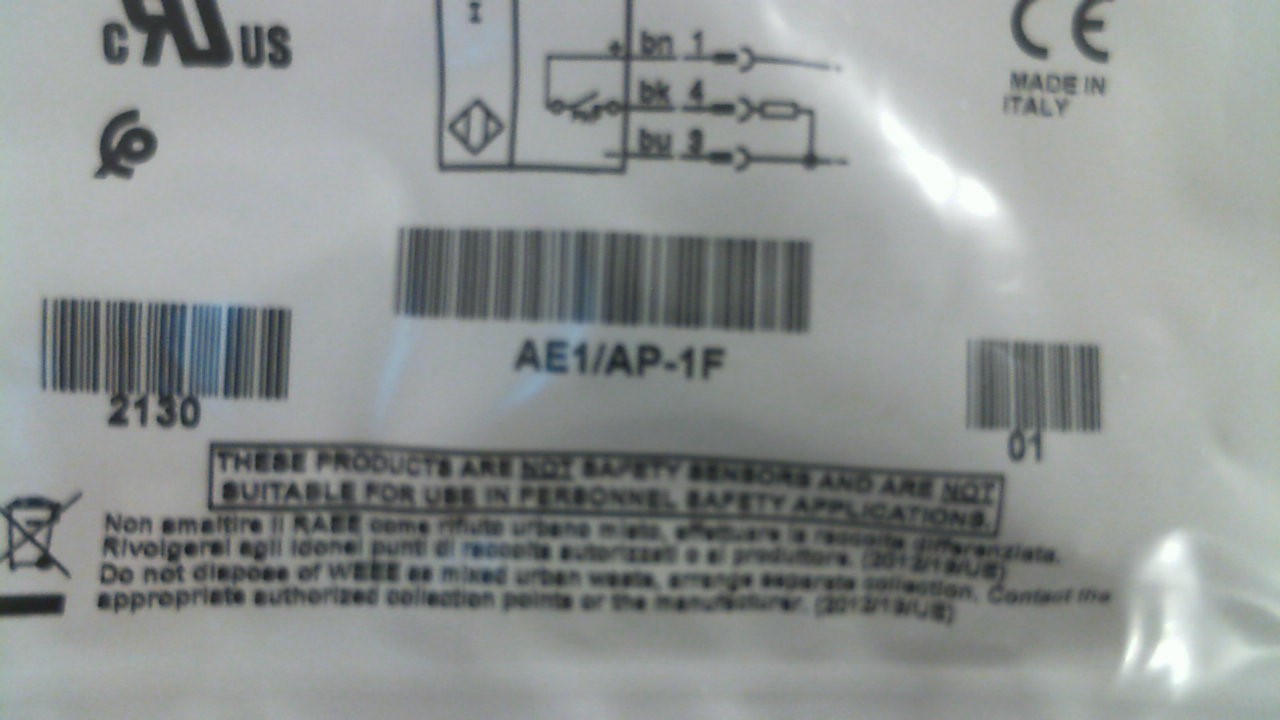 c UR US
I
CE
MADE IN
ITALY
+ bn 1
bk 4
bu 3
AE1/AP-1F
2130
01
THESE PRODUCTS ARE NOT SAFETY SENSORS AND ARE NOT
SUITABLE FOR USE IN PERSONNEL SAFETY APPLICATIONS.
Non smaltire il RAEE come rifiuto urbano misto, effettuare la raccolta differenziata.
Rivolgersi agli idonei punti di raccolta autorizzati o al produttore. (2012/19/US)
Do not dispose of WEEE as mixed urban waste, arrange separate collection. Contact the
appropriate authorized collection points or the manufacturer. (2012/19/US)